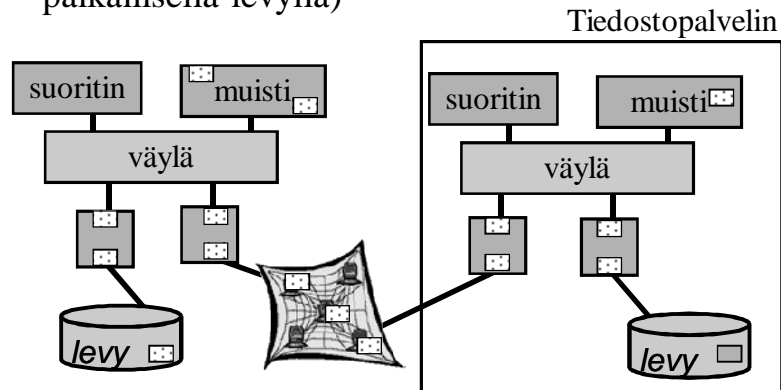 paikallisella levyllä)
Tiedostopalvelin
suoritin
muisti
väylä
levy
suoritin
muisti
väylä
levy